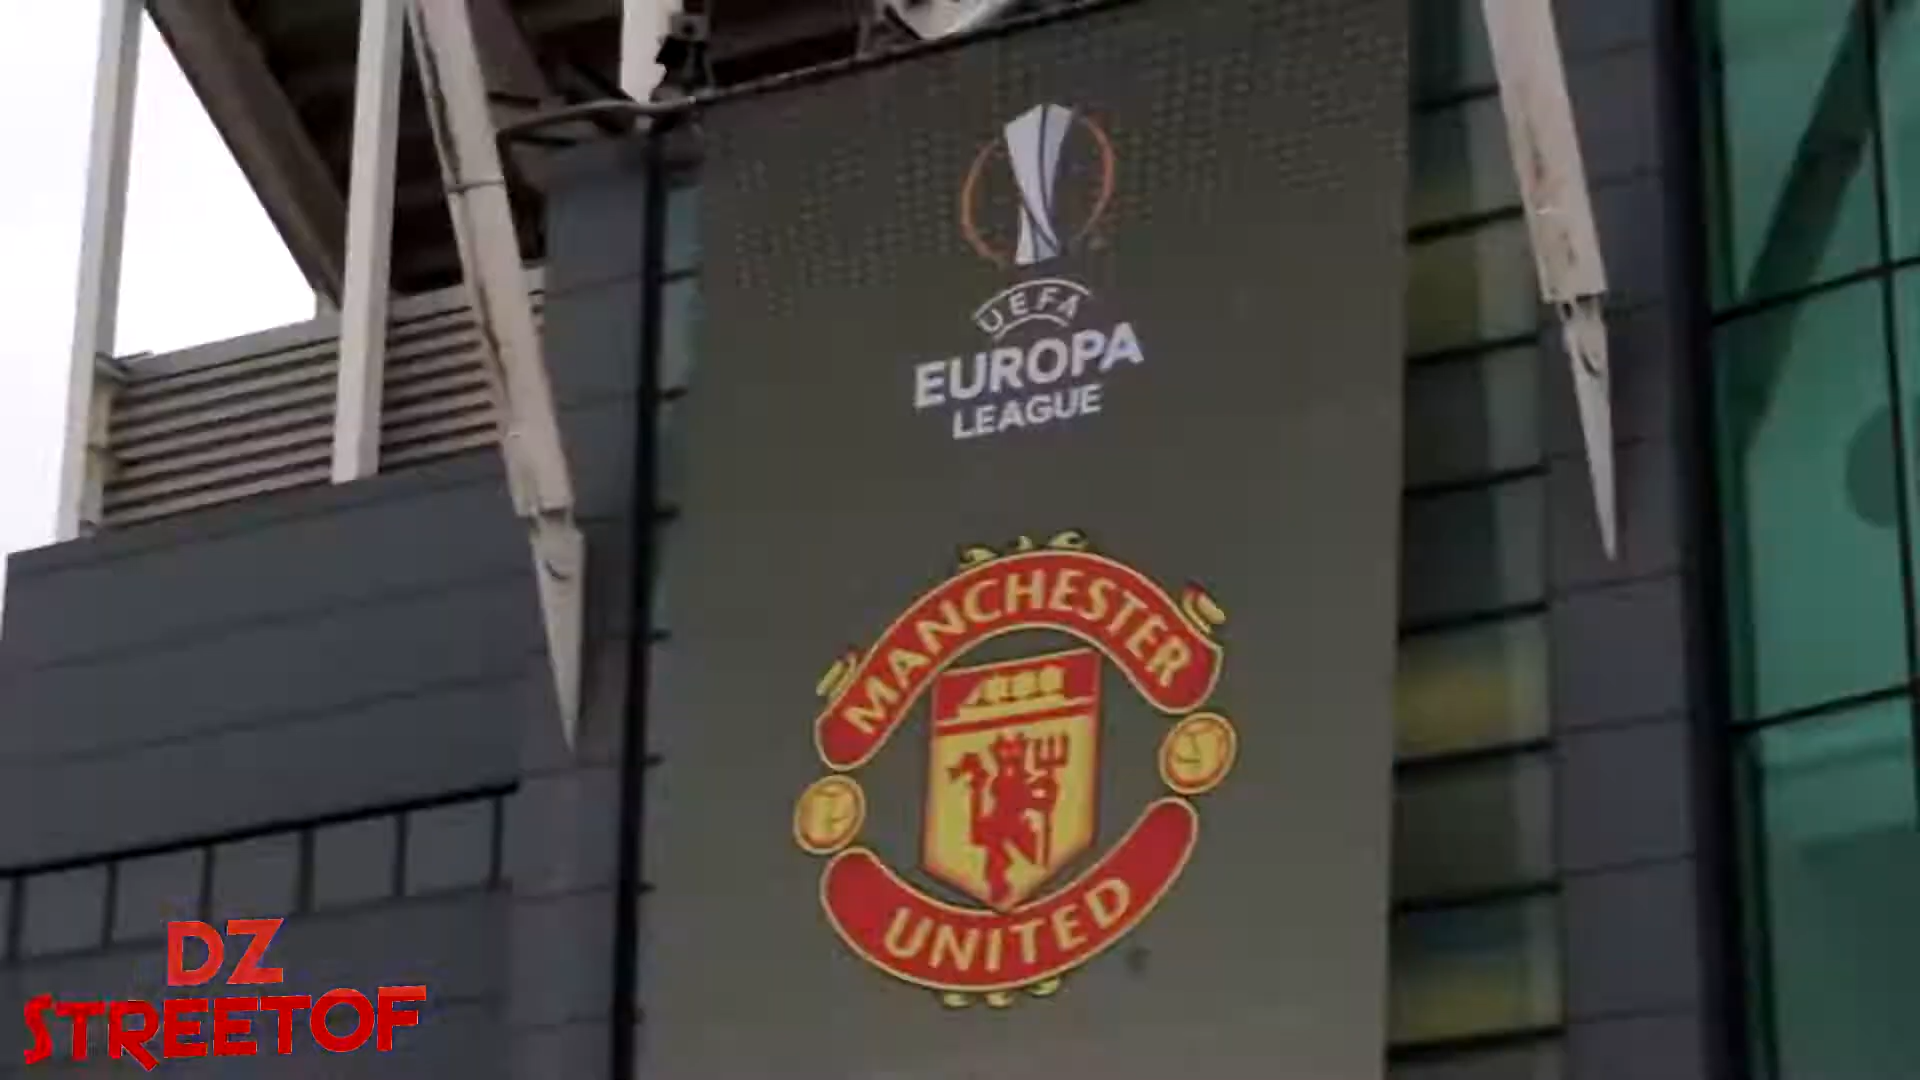 UEFA
EUROPA
LEAGUE
MANCHESTER
UNITED
DZ
STREETOF